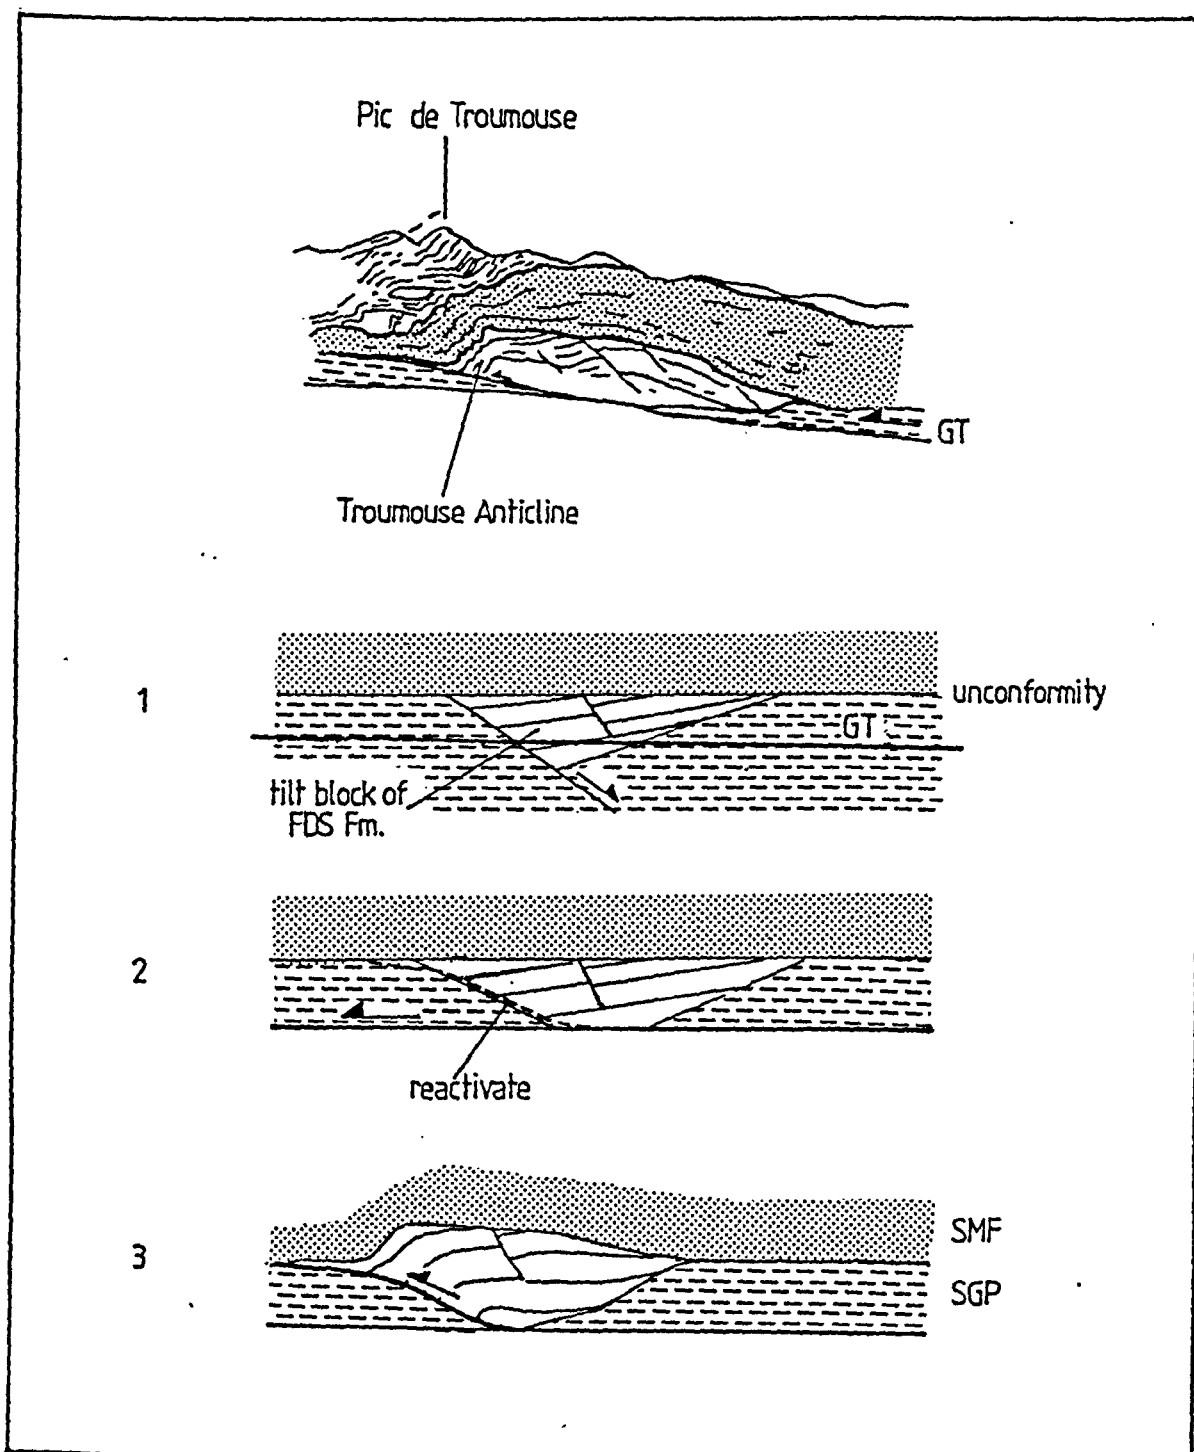 Pic de Troumouse
GT
Troumouse Anticline
1
unconformity
GT
tilt block of
FDS Fm.
2
reactivate
3
SMF
SGP